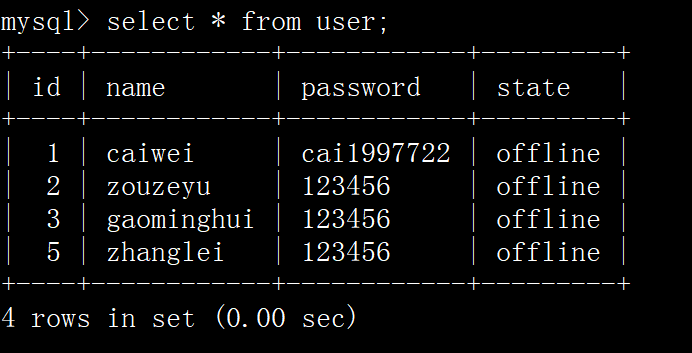 mysql> select * from user;
+----+------------+------------+---------+
| id | name       | password   | state   |
+----+------------+------------+---------+
|  1 | caiwei     | cai1997722 | offline |
|  2 | zouzeyu    | 123456     | offline |
|  3 | gaominghui | 123456     | offline |
|  5 | zhanglei   | 123456     | offline |
+----+------------+------------+---------+
4 rows in set (0.00 sec)